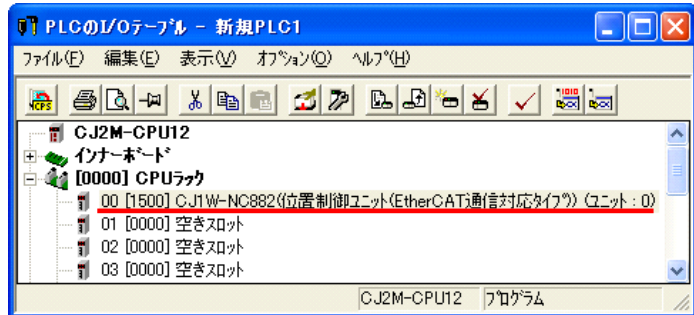 PLCのI/Oテーブル - 新規PLC1
ファイル(F) 編集(E) 表示(V) オプション(O) ヘルプ(H)
CJ2M-CPU12
インナーボード
[0000] CPUラック
00 [1500] CJ1W-NC882(位置制御ユニット(EtherCAT通信対応タイプ)) (ユニット : 0)
01 [0000] 空きスロット
02 [0000] 空きスロット
03 [0000] 空きスロット
CJ2M-CPU12 プログラム